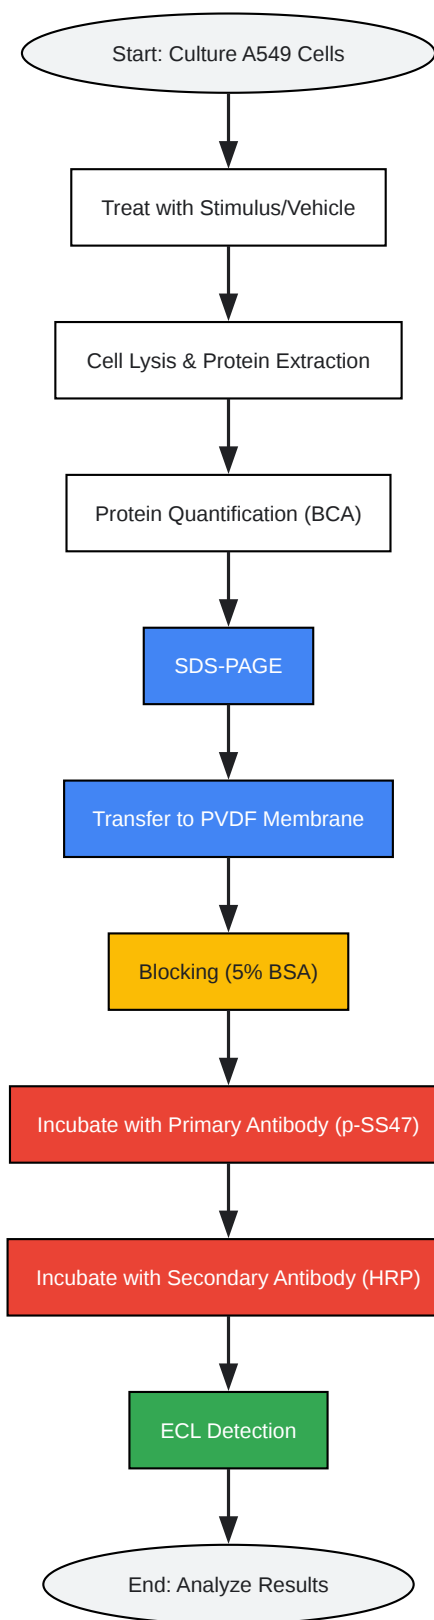 Start: Culture A549 Cells
Treat with Stimulus/Vehicle
Cell Lysis & Protein Extraction
Protein Quantification (BCA)
SDS-PAGE
Transfer to PVDF Membrane
Blocking (5% BSA)
Incubate with Primary Antibody (p-SS47)
Incubate with Secondary Antibody (HRP)
ECL Detection
End: Analyze Results